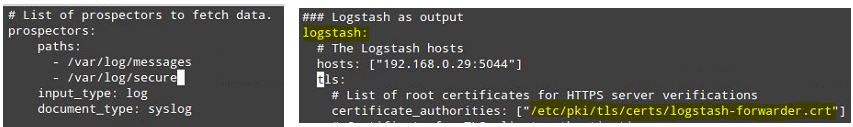 # List of prospectors to fetch data.
prospectors:
paths:
- /var/log/messages
- /var/log/secure
input_type: log
document_type: syslog
### Logstash as output
logstash:
# The Logstash hosts
hosts: ["192.168.0.29:5044"]
tls:
# List of root certificates for HTTPS server verifications
certificate_authorities: ["/etc/pki/tls/certs/logstash-forwarder.crt"]